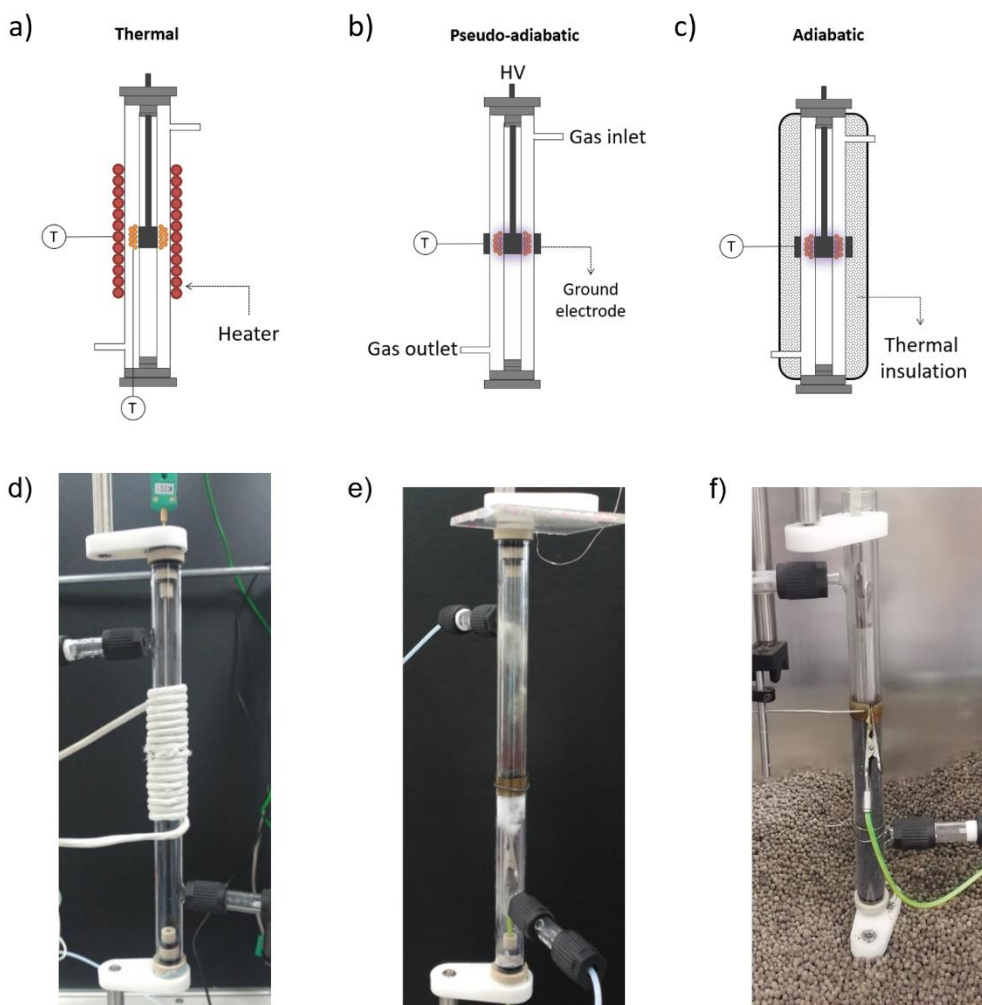 a)
Thermal
b)
Pseudo-adiabatic
c)
Adiabatic
HV
Gas inlet
T
T
T
Ground
electrode
Heater
Gas outlet
Thermal
insulation
T
d)
e)
f)